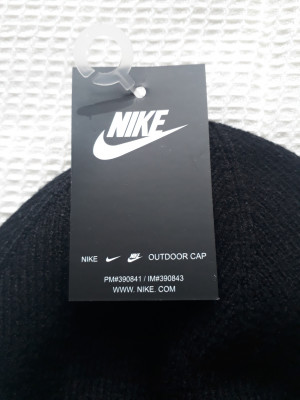 NIKE
NIKE OUTDOOR CAP
PM#390841 / IM#390843
WWW. NIKE. COM